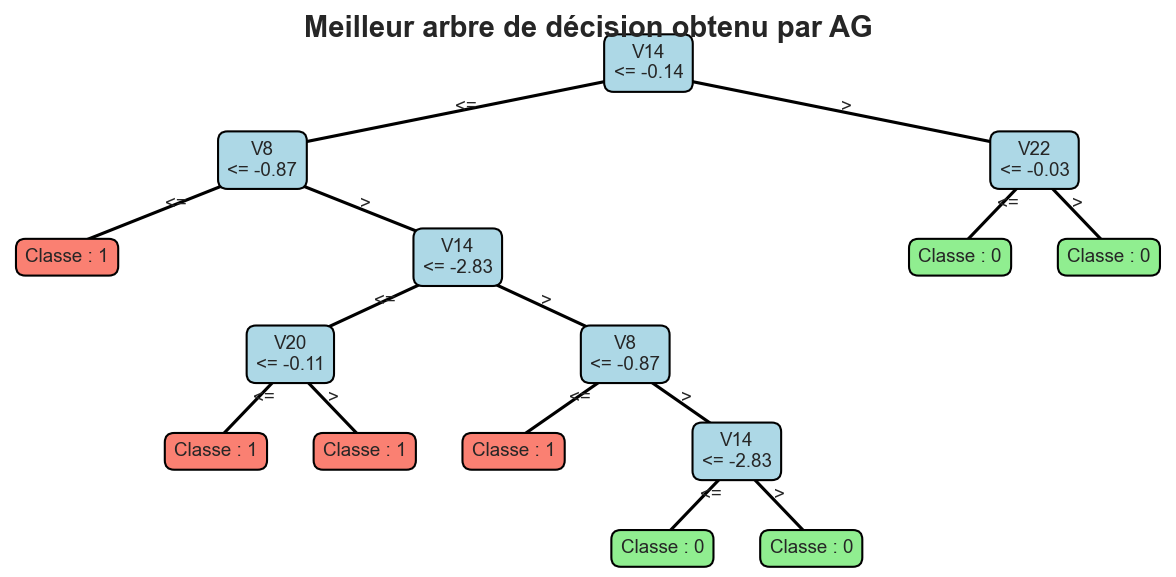 Meilleur arbre de décision obtenu par AG
V14
<= -0.14
<=
>
V8
<= -0.87
V22
<= -0.03
<=
>
<=
>
Classe : 1
V14
<= -2.83
Classe : 0
Classe : 0
<=
>
V20
<= -0.11
V8
<= -0.87
<=
>
<=
>
Classe : 1
Classe : 1
Classe : 1
V14
<= -2.83
<=
>
Classe : 0
Classe : 0